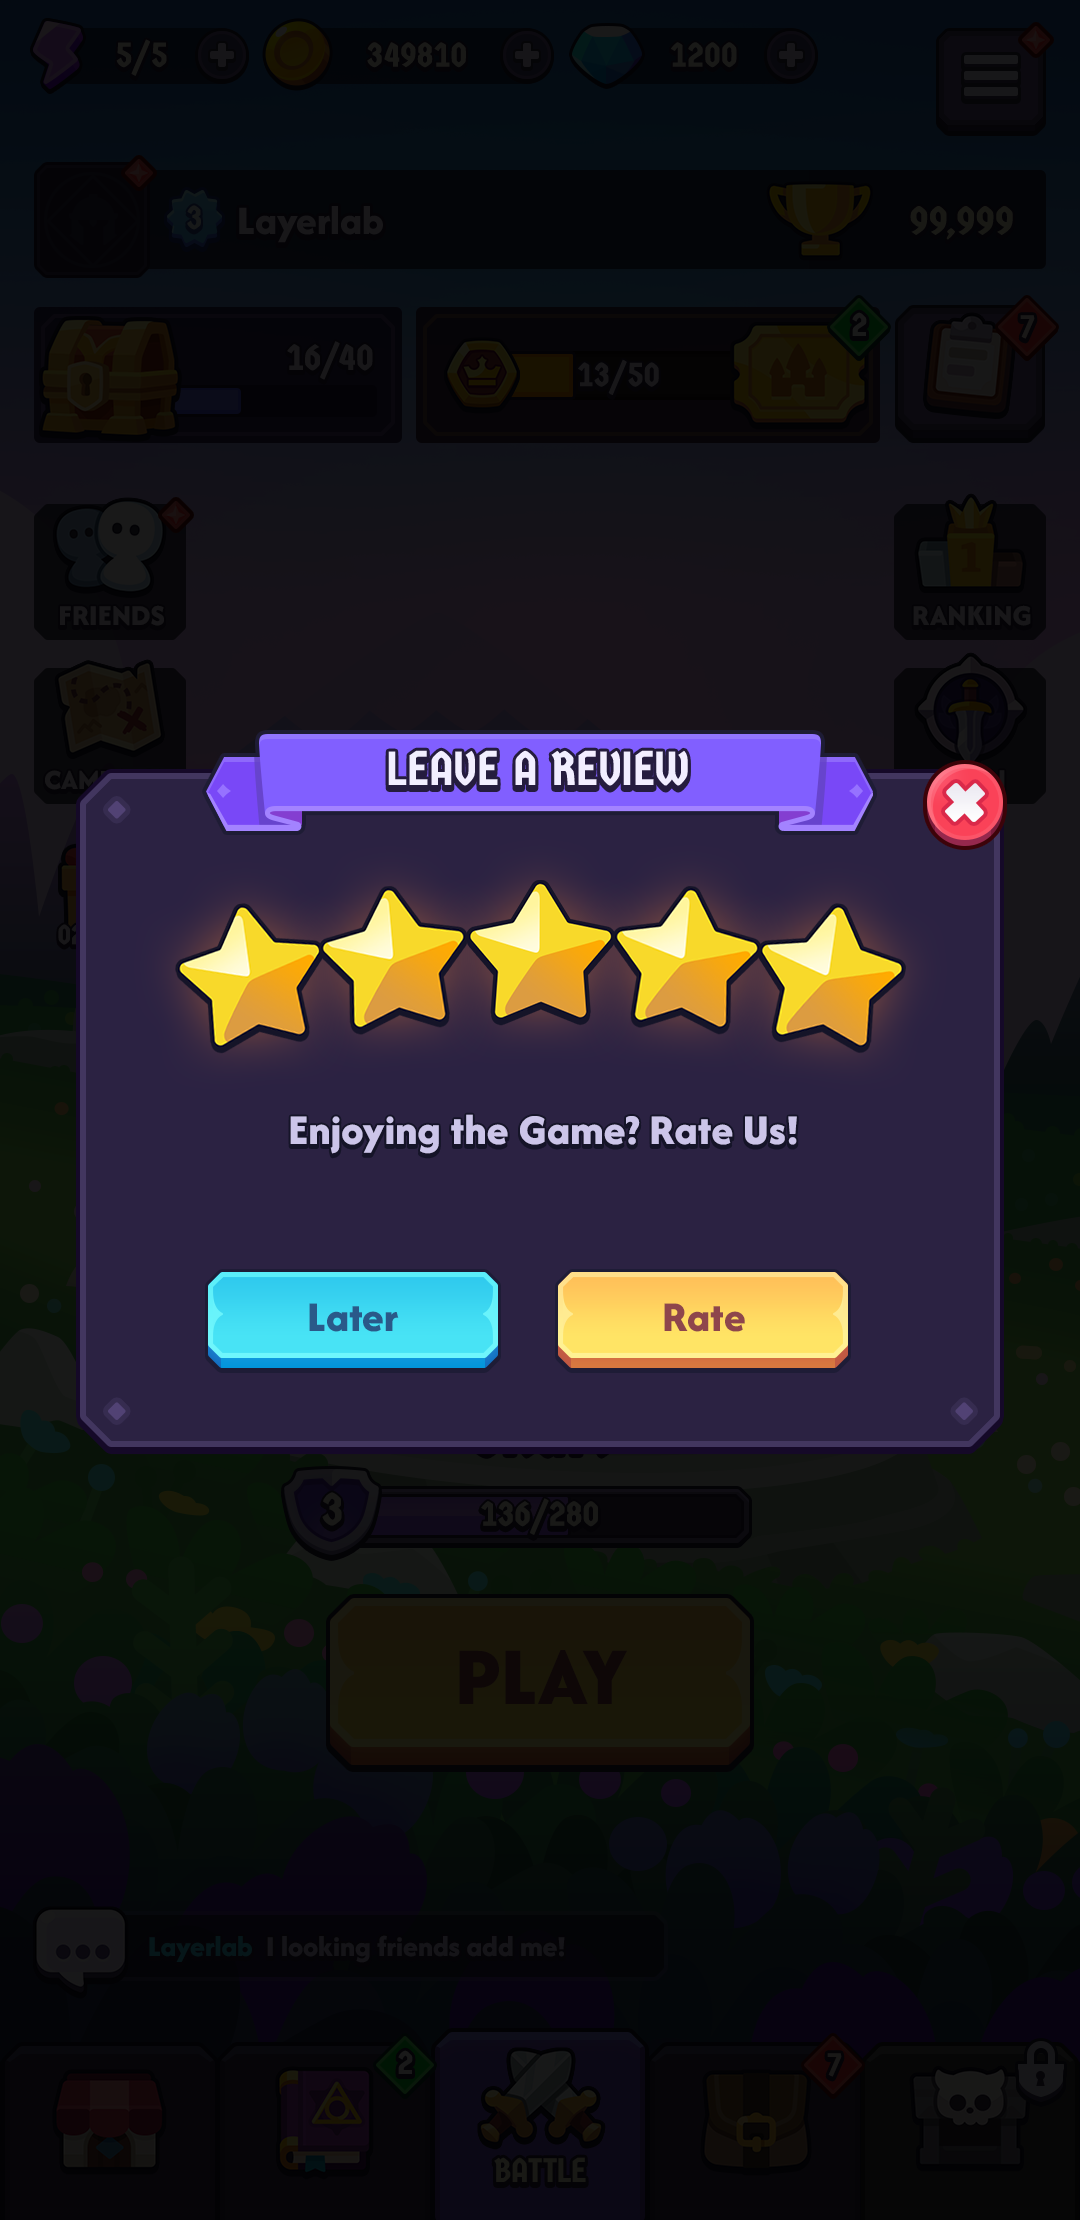 5/5
349810
1200
3
Layerlab
99,999
16/40
13/50
2
7
FRIENDS
1
RANKING
LEAVE A REVIEW
Enjoying the Game? Rate Us!
Later
Rate
3
136/280
PLAY
Layerlab I looking friends add me!
2
7
BATTLE